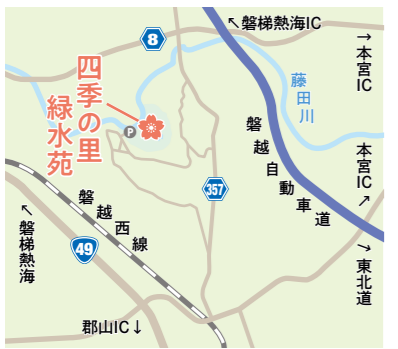 ↖磐梯熱海IC
8
→本宮IC
四季の里
緑水苑
藤田川
P
磐越自動車道
本宮IC↗
357
磐越西線
↖磐梯熱海
49
→東北道
郡山IC↓